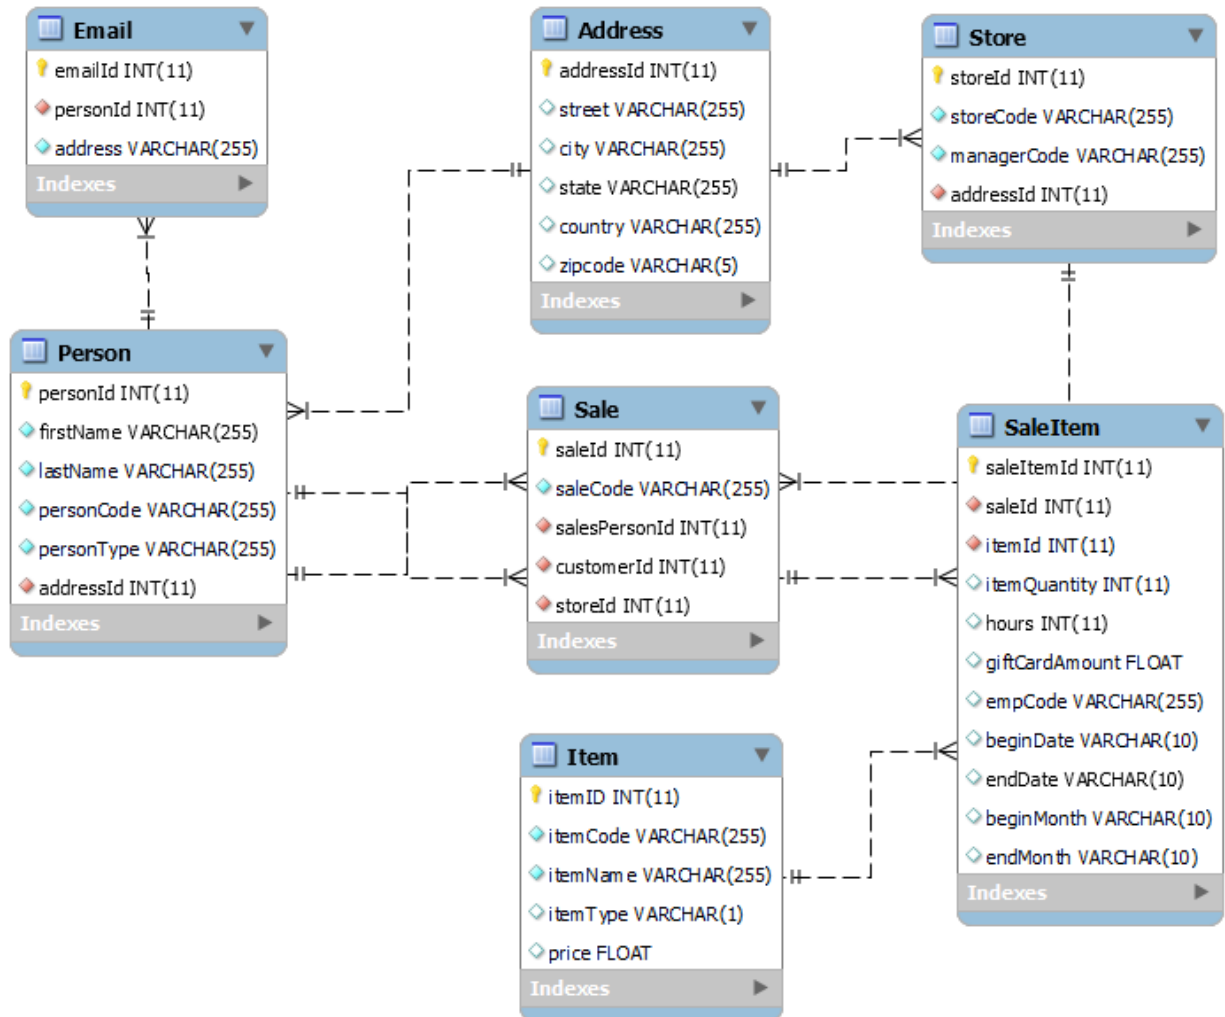 Email
emailId INT(11)
personId INT(11)
address VARCHAR(255)
Indexes
Address
addressId INT(11)
street VARCHAR(255)
city VARCHAR(255)
state VARCHAR(255)
country VARCHAR(255)
zipcode VARCHAR(5)
Indexes
Store
storeId INT(11)
storeCode VARCHAR(255)
managerCode VARCHAR(255)
addressId INT(11)
Indexes
Person
personId INT(11)
firstName VARCHAR(255)
lastName VARCHAR(255)
personCode VARCHAR(255)
personType VARCHAR(255)
addressId INT(11)
Indexes
Sale
saleId INT(11)
saleCode VARCHAR(255)
salesPersonId INT(11)
customerId INT(11)
storeId INT(11)
Indexes
SaleItem
saleItemId INT(11)
saleId INT(11)
itemId INT(11)
itemQuantity INT(11)
hours INT(11)
giftCardAmount FLOAT
empCode VARCHAR(255)
beginDate VARCHAR(10)
endDate VARCHAR(10)
beginMonth VARCHAR(10)
endMonth VARCHAR(10)
Indexes
Item
itemID INT(11)
itemCode VARCHAR(255)
itemName VARCHAR(255)
itemType VARCHAR(1)
price FLOAT
Indexes